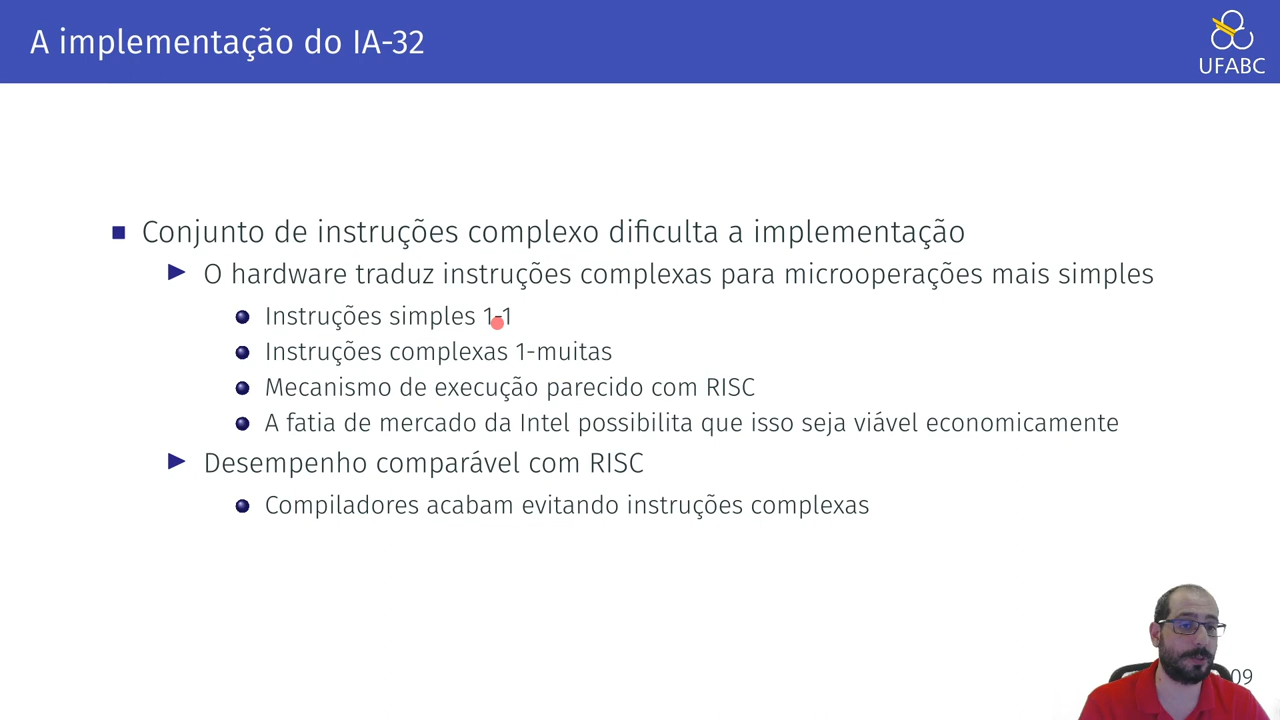 A implementação do IA-32
UFABC
Conjunto de instruções complexo dificulta a implementação
O hardware traduz instruções complexas para microoperações mais simples
Instruções simples 1-1
Instruções complexas 1-muitas
Mecanismo de execução parecido com RISC
A fatia de mercado da Intel possibilita que isso seja viável economicamente
Desempenho comparável com RISC
Compiladores acabam evitando instruções complexas
09